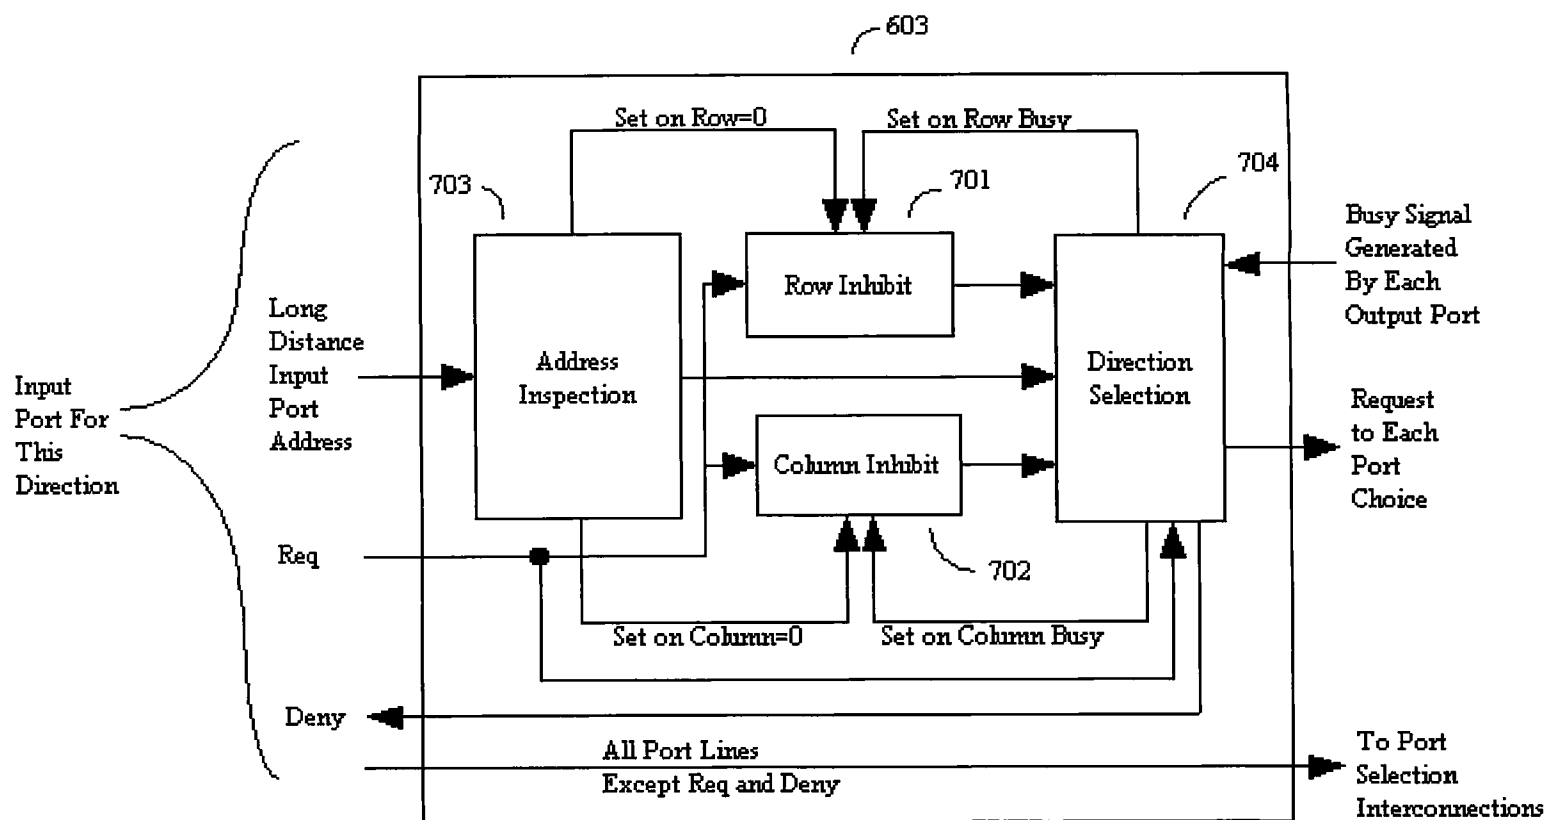 603
Set on Row=0
Set on Row Busy
703
701
704
Busy Signal
Generated
By Each
Output Port
Row Inhibit
Long
Distance
Input
Port
Address
Address
Inspection
Direction
Selection
Input
Port For
This
Direction
Request
to Each
Port
Choice
Column Inhibit
Req
702
Set on Column=0
Set on Column Busy
Deny
All Port Lines
Except Req and Deny
To Port
Selection
Interconnections